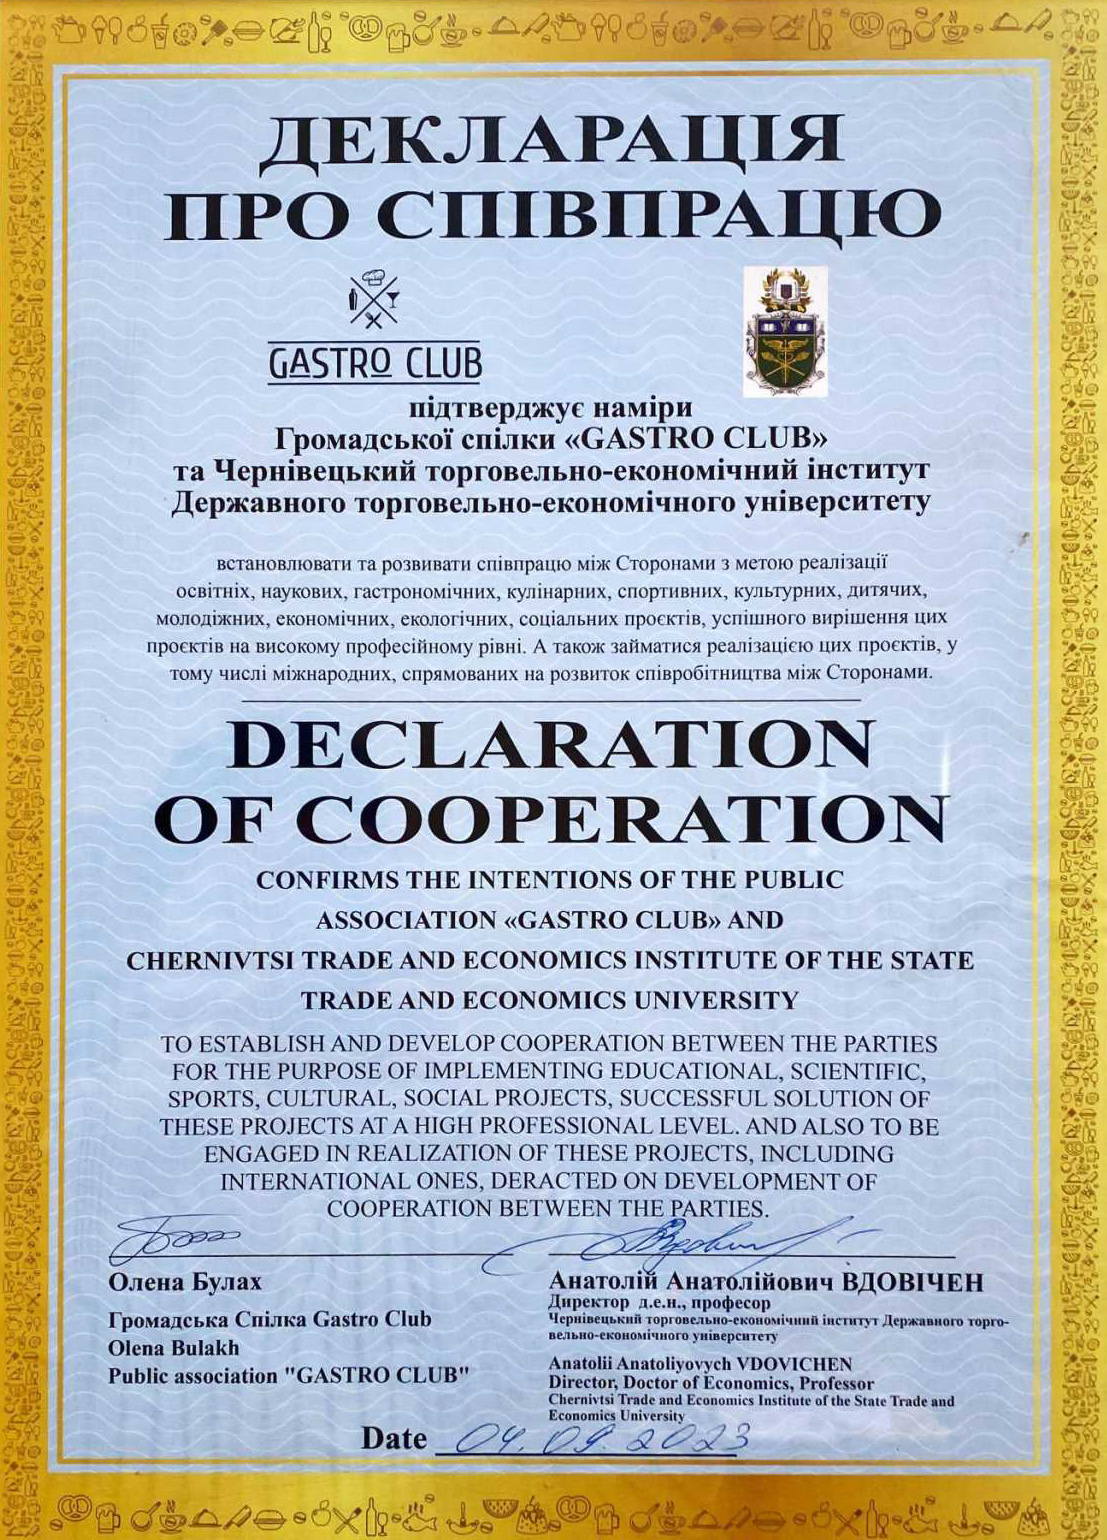 ДЕКЛАРАЦІЯ
ПРО СПІВПРАЦЮ
GASTRO CLUB
підтверджує наміри
Громадської спілки «GASTRO CLUB»
та Чернівецький торговельно-економічний інститут
Державного торговельно-економічного університету
встановлювати та розвивати співпрацю між Сторонами з метою реалізації
освітніх, наукових, гастрономічних, кулінарних, спортивних, культурних, дитячих,
молодіжних, економічних, екологічних, соціальних проєктів, успішного вирішення цих
проєктів на високому професійному рівні. А також займатися реалізацією цих проєктів, у
тому числі міжнародних, спрямованих на розвиток співробітництва між Сторонами.
DECLARATION
OF COOPERATION
CONFIRMS THE INTENTIONS OF THE PUBLIC
ASSOCIATION «GASTRO CLUB» AND
CHERNIVTSI TRADE AND ECONOMICS INSTITUTE OF THE STATE
TRADE AND ECONOMICS UNIVERSITY
TO ESTABLISH AND DEVELOP COOPERATION BETWEEN THE PARTIES
FOR THE PURPOSE OF IMPLEMENTING EDUCATIONAL, SCIENTIFIC,
SPORTS, CULTURAL, SOCIAL PROJECTS, SUCCESSFUL SOLUTION OF
THESE PROJECTS AT A HIGH PROFESSIONAL LEVEL. AND ALSO TO BE
ENGAGED IN REALIZATION OF THESE PROJECTS, INCLUDING
INTERNATIONAL ONES, DERACTED ON DEVELOPMENT OF
COOPERATION BETWEEN THE PARTIES.
Олена Булах
Громадська Спілка Gastro Club
Olena Bulakh
Public association "GASTRO CLUB"
Анатолій Анатолійович ВДОВІЧЕН
Директор д.е.н., професор
Чернівецький торговельно-економічний інститут Державного торго-
вельно-економічного університету
Anatolii Anatoliyovych VDOVICHEN
Director, Doctor of Economics, Professor
Chernivtsi Trade and Economics Institute of the State Trade and
Economics University
Date 04.09.2023